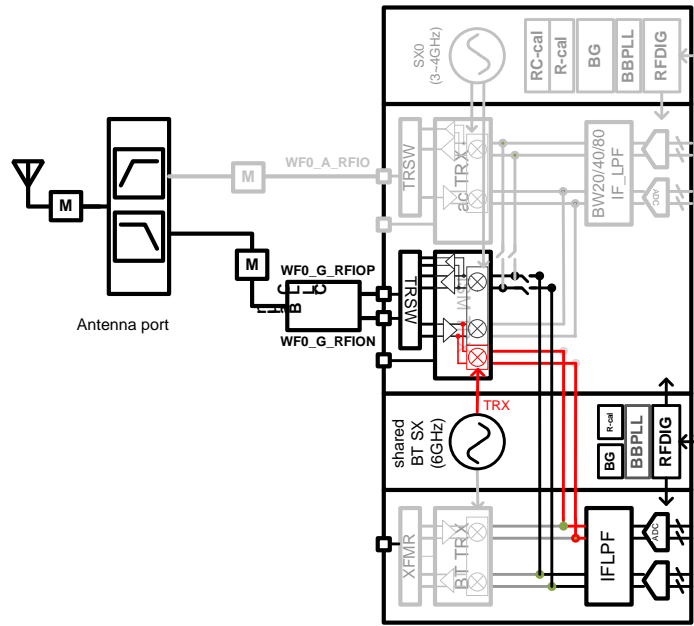 SX0
(3~4GHz)
RC-cal
R-cal
BG
BBPLL
RFDIG
M
M
WF0_A_RFIO
TRSW
ac TRX
BW20/40/80
IF_LPF
ADC
M
WF0_G_RFIOP
WF0_G_RFION
TRSW
Antenna port
TRX
shared
BT SX
(6GHz)
R-cal
BG
BBPLL
RFDIG
XFMR
BT TRX
IFLPF
ADC